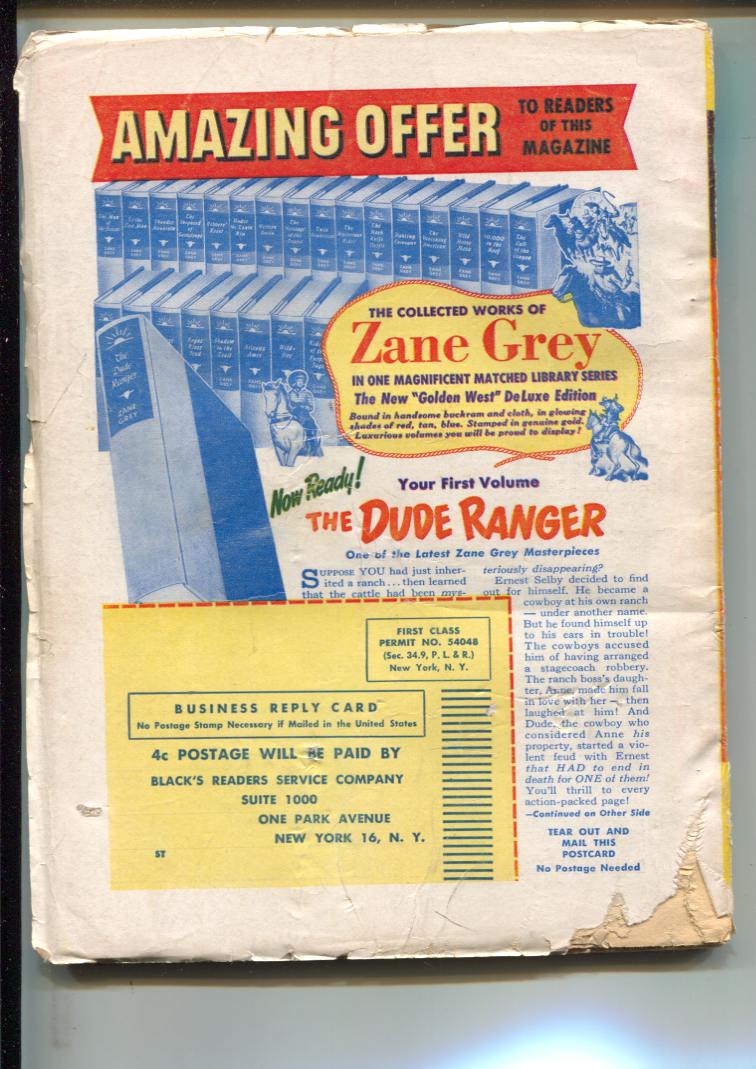 AMAZING OFFER
TO READERS
OF THIS
MAGAZINE
THE COLLECTED WORKS OF
Zane Grey
IN ONE MAGNIFICENT MATCHED LIBRARY SERIES
The New "Golden West" DeLuxe Edition
Bound in handsome buckram and cloth, in glowing
shades of red, tan, blue. Stamped in genuine gold.
Luxurious volumes you will be proud to display!
The
Dude
Ranger
ZANE
GREY
Now Ready!
Your First Volume
THE DUDE RANGER
One of the Latest Zane Grey Masterpieces
SUPPOSE YOU had just inher-
ited a ranch ... then learned
that the cattle had been mys-
teriously disappearing?
Ernest Selby decided to find
out for himself. He became a
cowboy at his own ranch
— under another name.
But he found himself up
to his ears in trouble!
The cowboys accused
him of having arranged
a stagecoach robbery.
The ranch boss's daugh-
ter, Anne, made him fall
in love with her — then
laughed at him! And
Dude, the cowboy who
considered Anne his
property, started a vio-
lent feud with Ernest
that HAD to end in
death for ONE of them!
You'll thrill to every
action-packed page!
—Continued on Other Side
TEAR OUT AND
MAIL THIS
POSTCARD
No Postage Needed
FIRST CLASS
PERMIT NO. 54048
(Sec. 34.9, P. L. & R.)
New York, N. Y.
BUSINESS REPLY CARD
No Postage Stamp Necessary if Mailed in the United States
4c POSTAGE WILL BE PAID BY
BLACK'S READERS SERVICE COMPANY
SUITE 1000
ONE PARK AVENUE
NEW YORK 16, N. Y.
ST